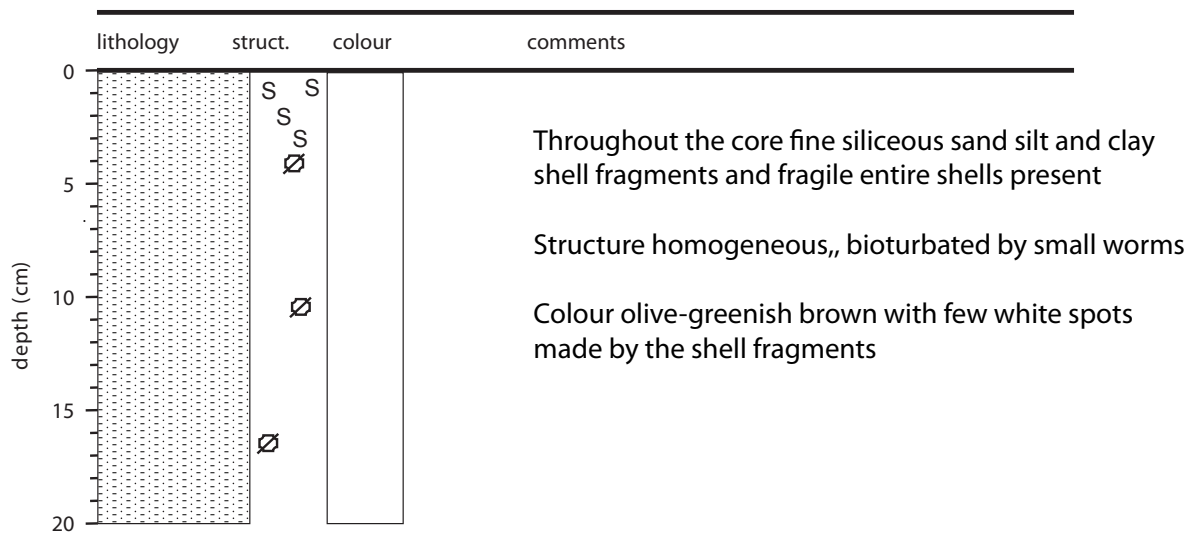 lithology struct. colour comments
0
S S
S
S
Throughout the core fine siliceous sand silt and clay
shell fragments and fragile entire shells present
5
Structure homogeneous,, bioturbated by small worms
depth (cm)
10
Colour olive-greenish brown with few white spots
made by the shell fragments
15
20